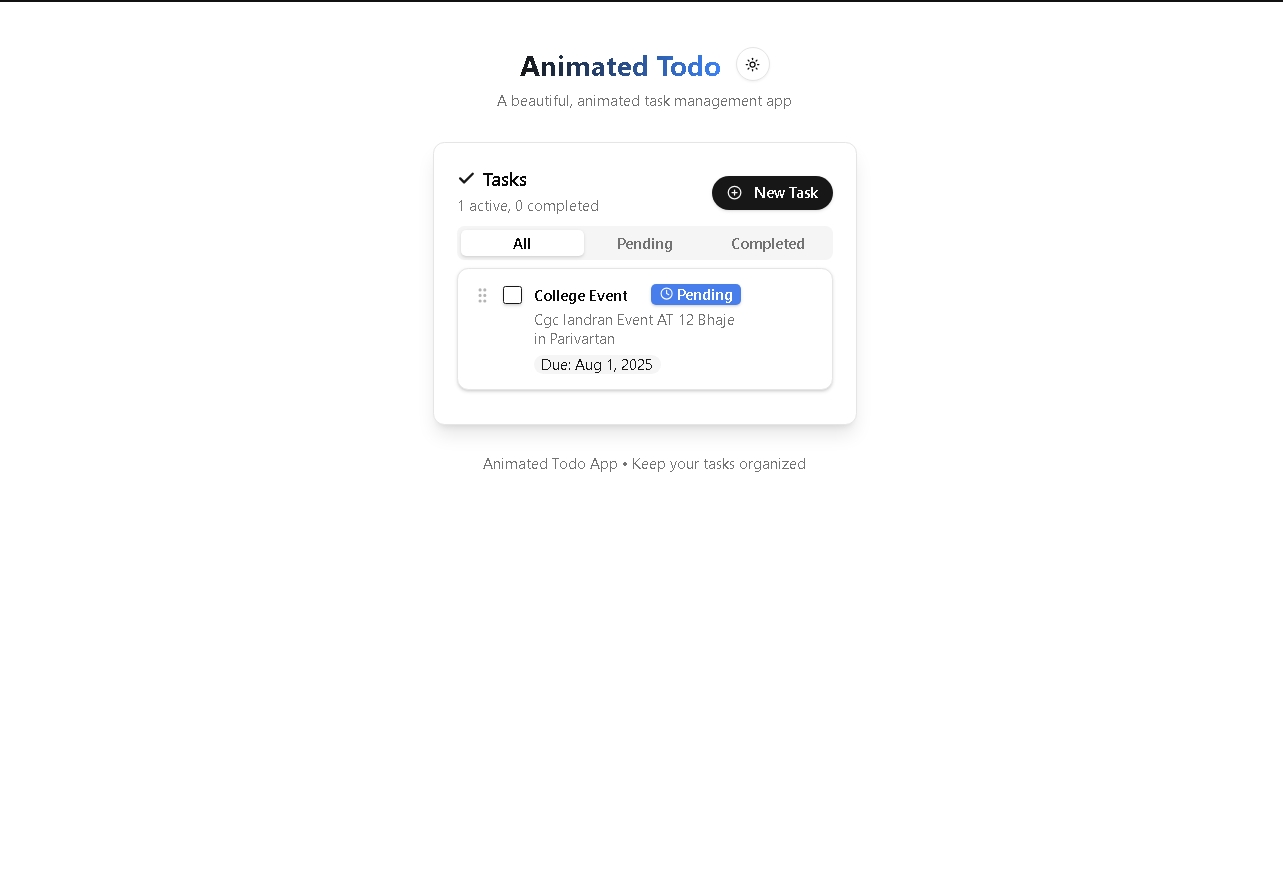 Animated Todo
A beautiful, animated task management app
Tasks
1 active, 0 completed
New Task
All
Pending
Completed
College Event
Pending
Cgc landran Event AT 12 Bhaje
in Parivartan
Due: Aug 1, 2025
Animated Todo App • Keep your tasks organized